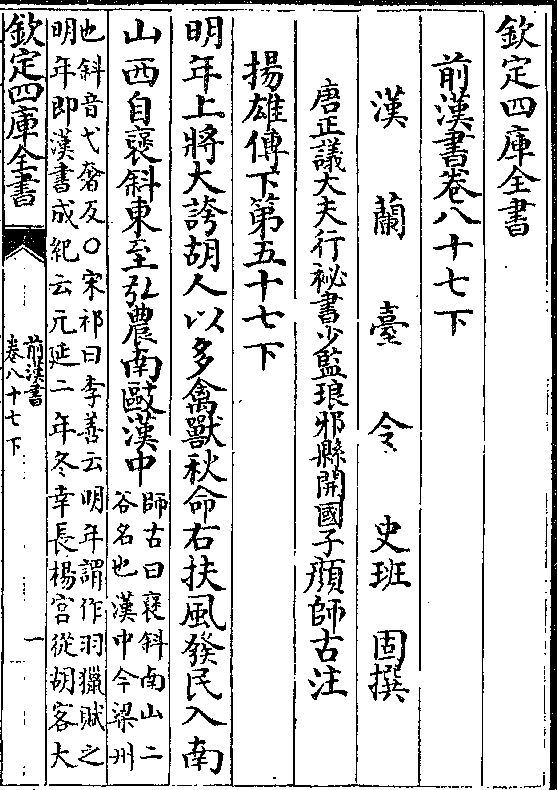 欽定四庫全書
前漢書卷八十七下
漢蘭臺令史班固撰
唐正議大夫行祕書少監琅邪縣開國子顏師古注
揚雄傳下第五十七下
明年上將大誇胡人以多禽獸秋命右扶風發民入南
山西自襃斜東至弘農南敺漢中
師古曰襃斜南山二
谷名也漢中今梁州
也斜音弋奢反○宋祁曰李善云明年謂作羽獵賦之
明年即漢書成紀云元延二年冬幸長楊宮從胡客大
欽定四庫全書
前漢書
卷八十七下
一